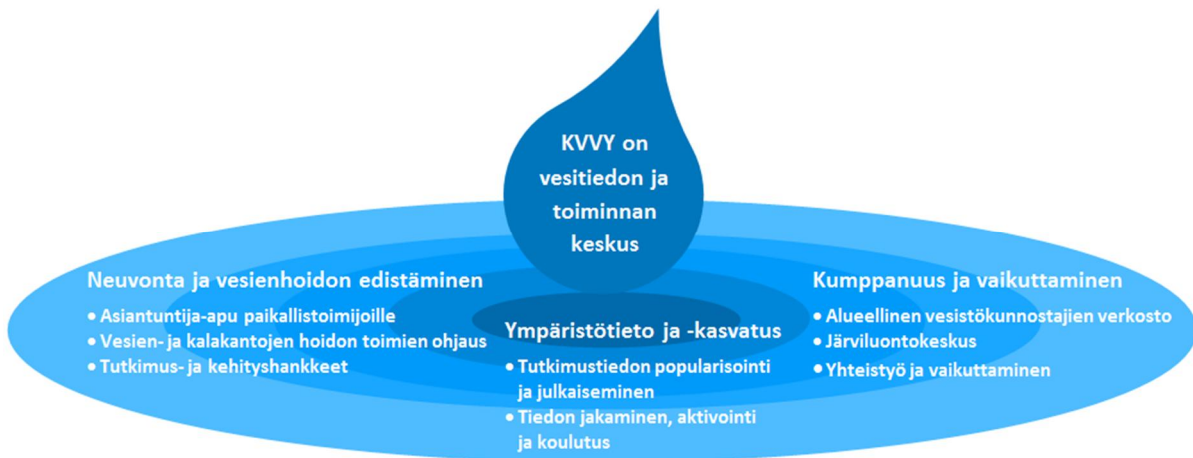 KVVY on
vesitiedon ja
toiminnan
keskus
Neuvonta ja vesienhoidon edistäminen
• Asiantuntija-apu paikallistoimijoille
• Vesien- ja kalakantojen hoidon toimien ohjaus
• Tutkimus- ja kehityshankkeet
Ympäristötieto ja -kasvatus
• Tutkimustiedon popularisointi
ja julkaiseminen
• Tiedon jakaminen, aktivointi
ja koulutus
Kumppanuus ja vaikuttaminen
• Alueellinen vesistökunnostajien verkosto
• Järviluontokeskus
• Yhteistyö ja vaikuttaminen